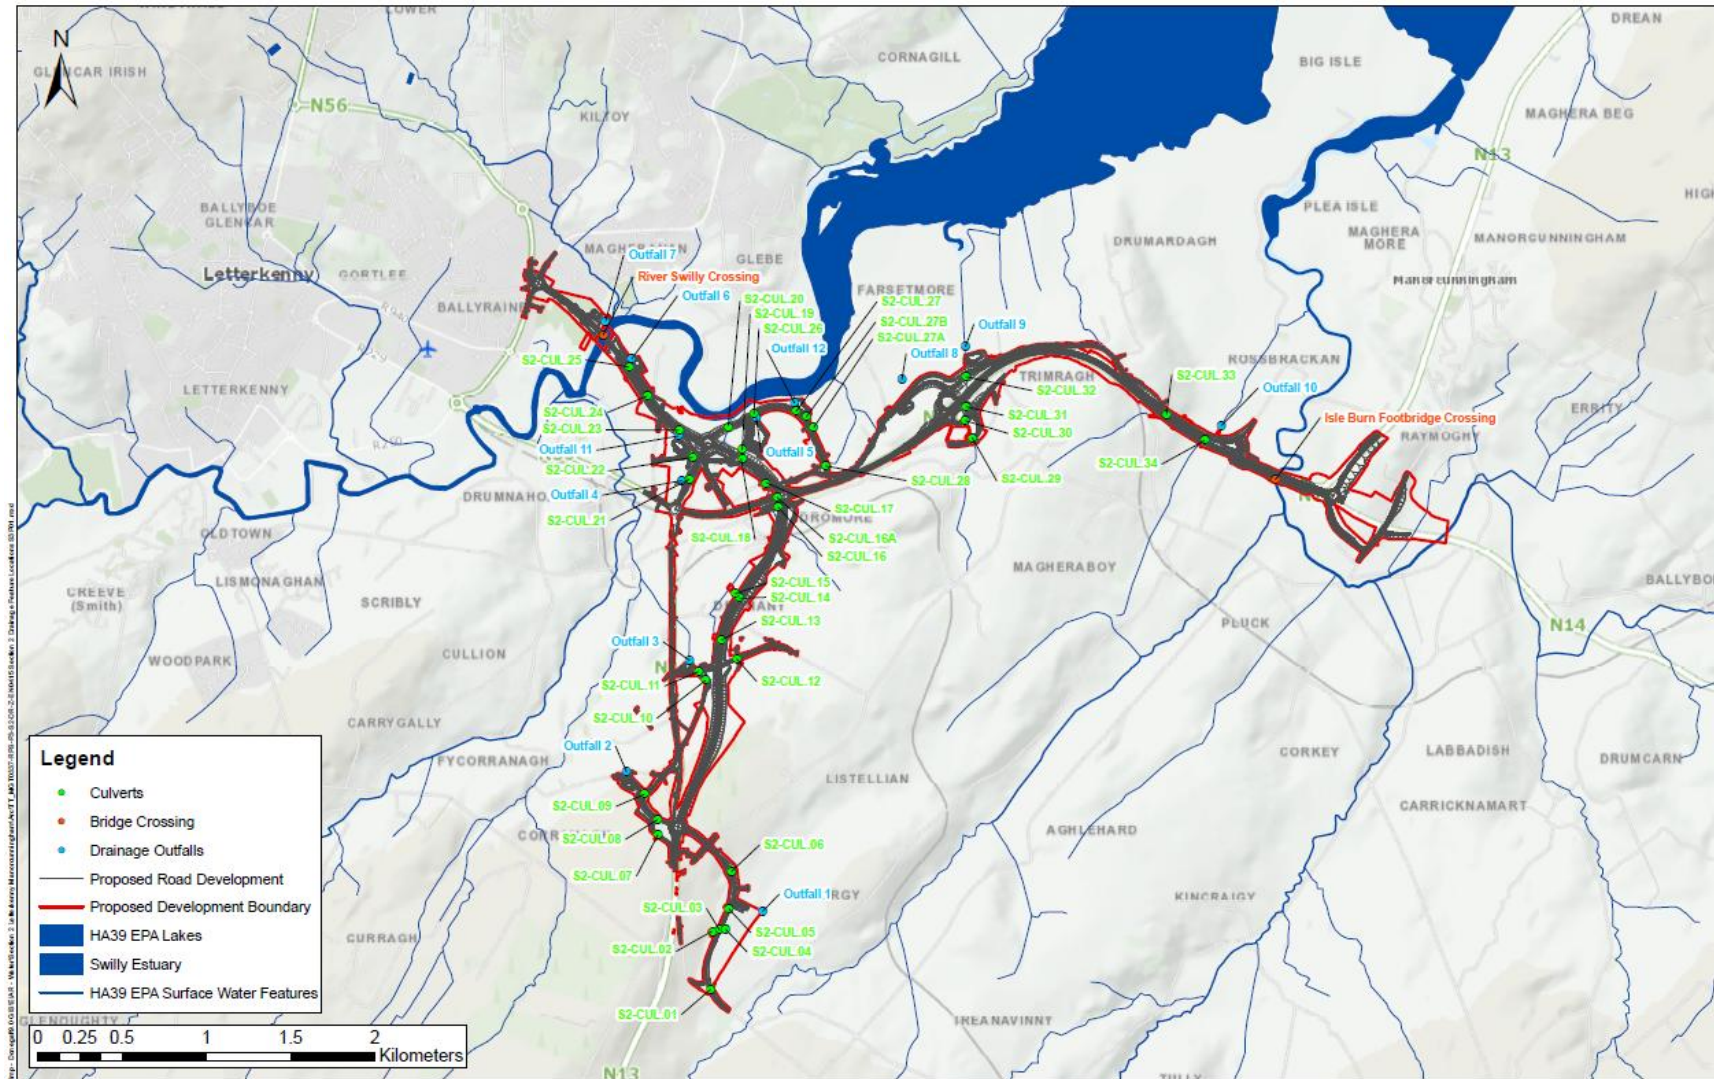 LOWER
DREAN
N
GLENCAR IRISH
CORNAGILL
BIG ISLE
N56
KILTOY
MAGHERA BEG
N13
BALLYBOE
GLENCAR
PLEA ISLE
MAGHERA
MORE
MANORCUNNINGHAM
DRUMARDAGH
MAGHERANAN
Outfall 7
GLEBE
Letterkenny
GORTLEE
River Swilly Crossing
Manorcunningham
BALLYRAINE
Outfall 6
FARSETMORE
S2-CUL.20
S2-CUL.19
S2-CUL.26
S2-CUL.27
S2-CUL.27B
S2-CUL.27A
R940
R229
Outfall 12
Outfall 9
Outfall 8
ROSSBRACKAN
S2-CUL.25
TRIMRAGH
S2-CUL.33
LETTERKENNY
S2-CUL.32
Outfall 10
ERRITY
S2-CUL.24
S2-CUL.23
S2-CUL.31
Isle Burn Footbridge Crossing
S2-CUL.30
RAYMOGHY
Outfall 11
Outfall 5
S2-CUL.34
S2-CUL.29
S2-CUL.22
S2-CUL.28
Outfall 4
S2-CUL.17
S2-CUL.21
DROMORE
OLDTOWN
S2-CUL.18
S2-CUL.16A
S2-CUL.16
MAGHERABOY
LISMONAGHAN
S2-CUL.15
CREEVE
(Smith)
S2-CUL.14
SCRIBLY
S2-CUL.13
PLUCK
N14
Outfall 3
CULLION
WOODPARK
S2-CUL.11
S2-CUL.12
S2-CUL.10
CARRYGALLY
Outfall 2
CORKEY
LABBADISH
FYCORRANAGH
DRUMCARN
LISTELLIAN
S2-CUL.09
CARRICKNAMART
AGHLEHARD
S2-CUL.08
S2-CUL.06
S2-CUL.07
KINCRAIGY
Outfall 1
S2-CUL.03
S2-CUL.05
CURRAGH
S2-CUL.02
S2-CUL.04
S2-CUL.01
TREANAVINNY
N13
Legend
Culverts
Bridge Crossing
Drainage Outfalls
Proposed Road Development
Proposed Development Boundary
HA39 EPA Lakes
Swilly Estuary
HA39 EPA Surface Water Features
0 0.25 0.5 1 1.5 2
Kilometers